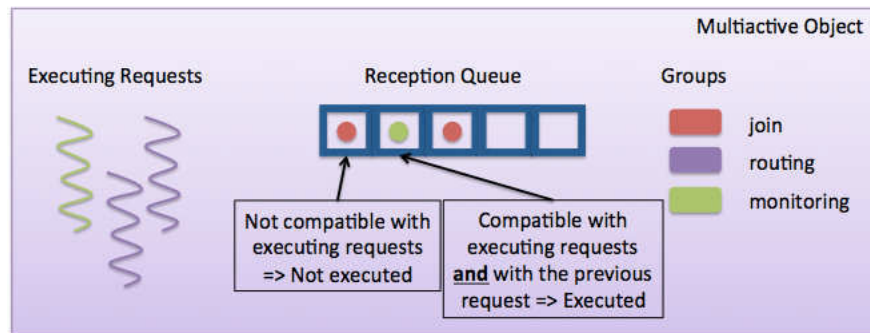 Multiactive Object
Executing Requests
Reception Queue
Groups
join
routing
monitoring
Not compatible with
executing requests
=> Not executed
Compatible with
executing requests
and with the previous
request => Executed